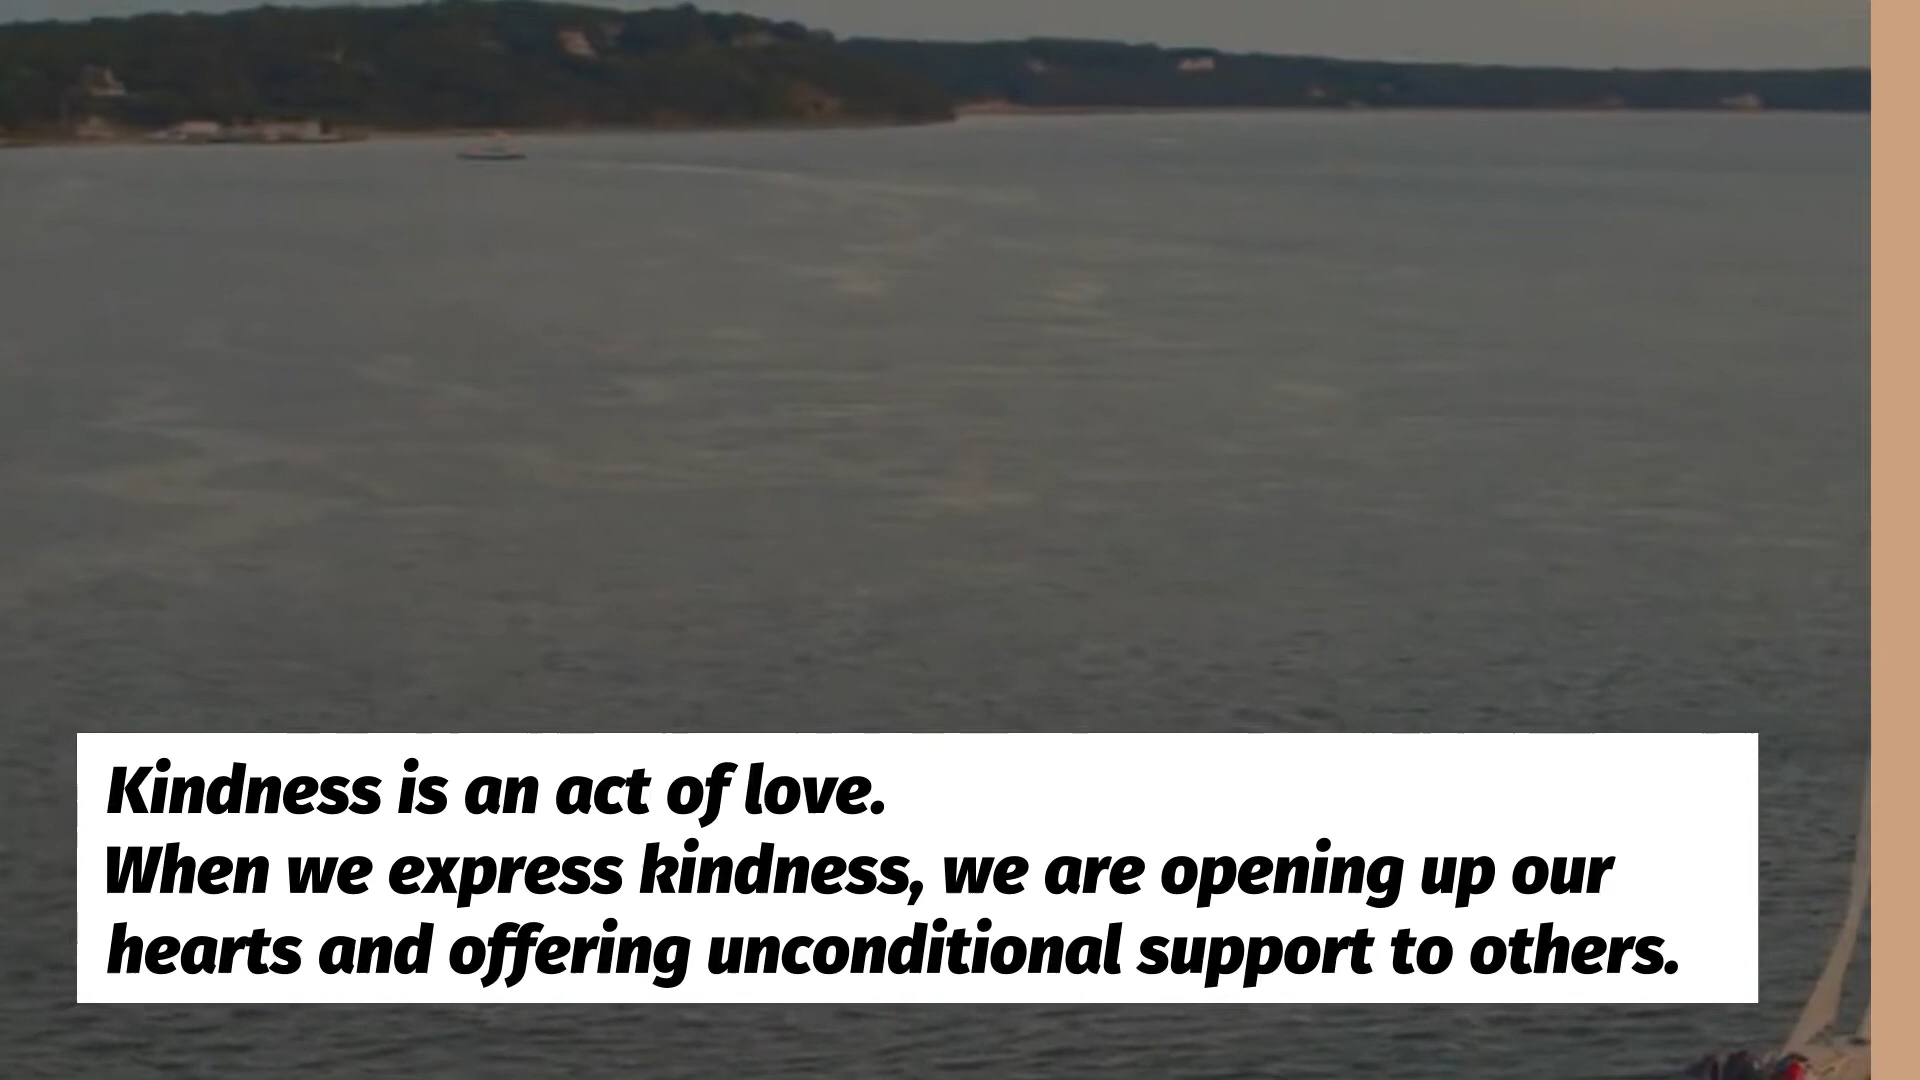 Kindness is an act of love.
When we express kindness, we are opening up our
hearts and offering unconditional support to others.